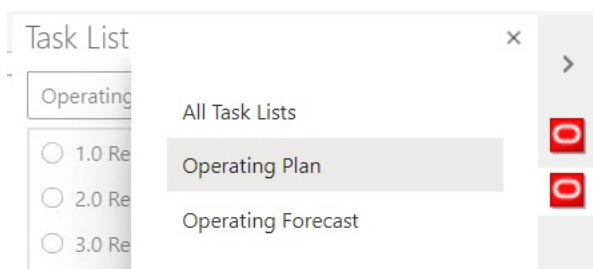 Task List
Operating
All Task Lists
1.0 Re
Operating Plan
2.0 Re
Operating Forecast
3.0 Re